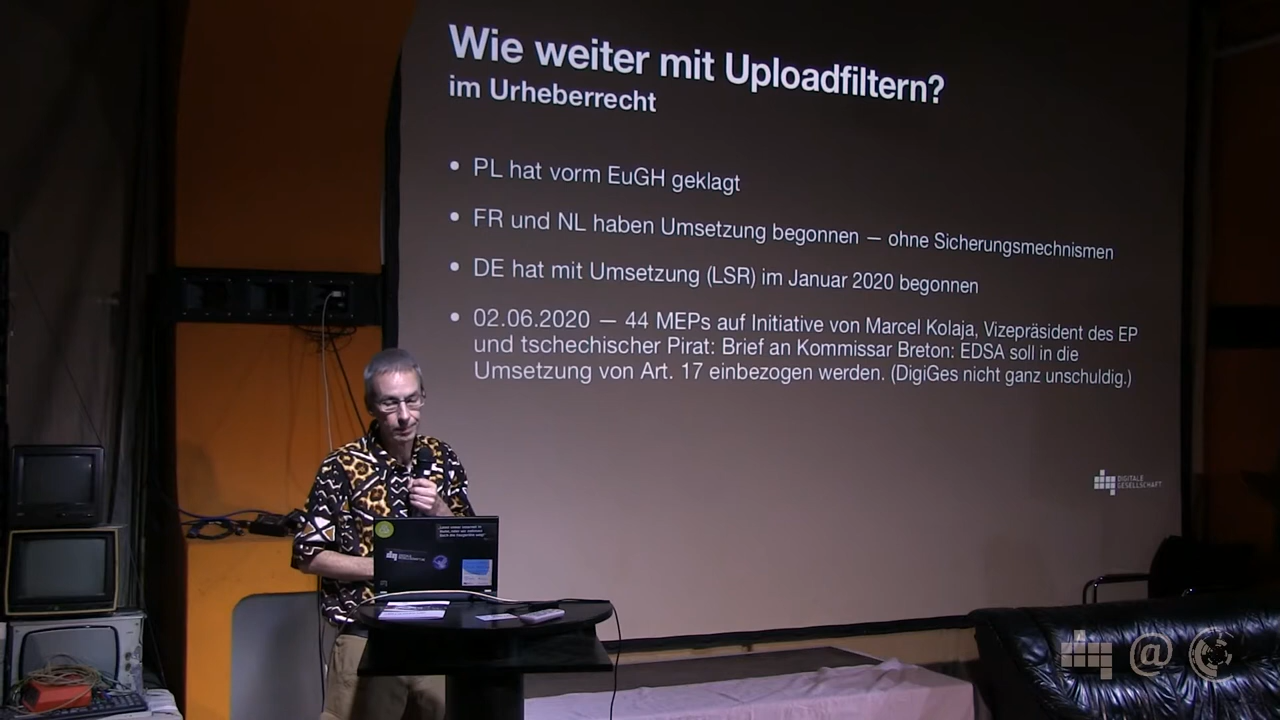 Wie weiter mit Uploadfiltern?
im Urheberrecht
• PL hat vorm EuGH geklagt
• FR und NL haben Umsetzung begonnen — ohne Sicherungsmechnismen
• DE hat mit Umsetzung (LSR) im Januar 2020 begonnen
• 02.06.2020 — 44 MEPs auf Initiative von Marcel Kolaja, Vizepräsident des EP
und tschechischer Pirat: Brief an Kommissar Breton: EDSA soll in die
Umsetzung von Art. 17 einbezogen werden. (DigiGes nicht ganz unschuldig.)
DIGITALE
GESELLSCHAFT
@